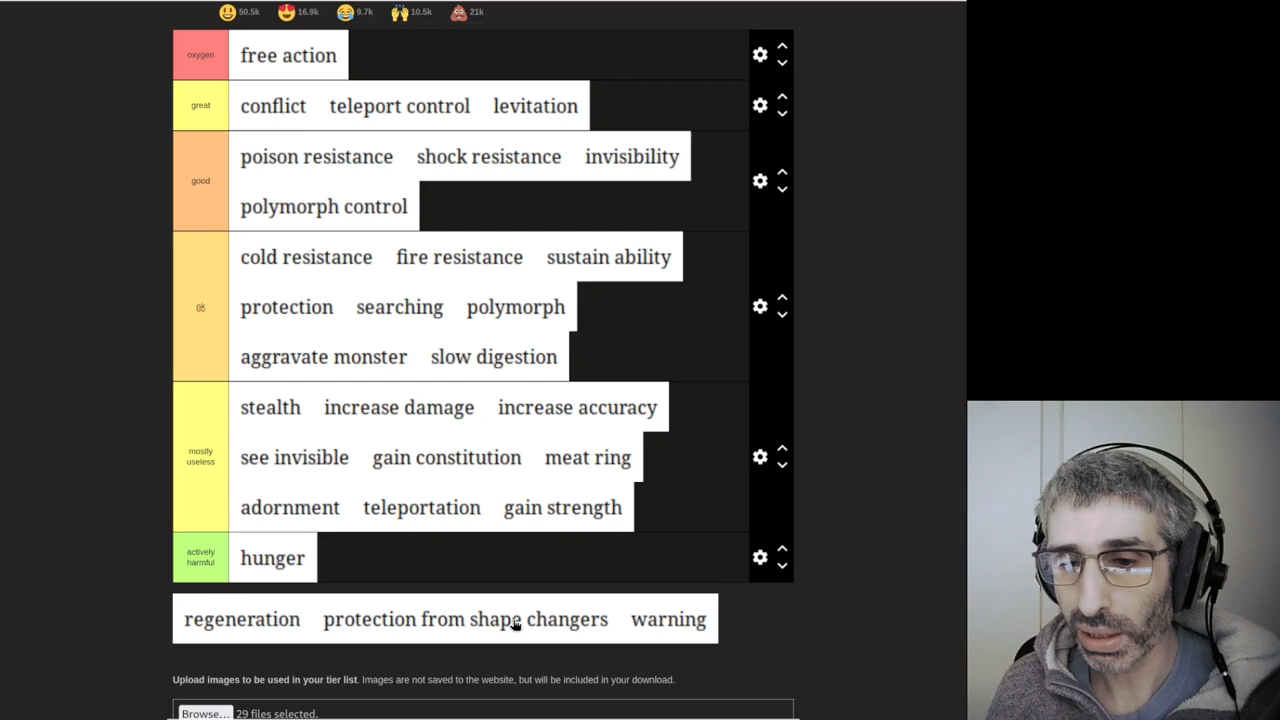 50.5k 16.9k 9.7k 10.5k 21k
oxygen
free action
great
conflict teleport control levitation
good
poison resistance shock resistance invisibility
polymorph control
ok
cold resistance fire resistance sustain ability
protection searching polymorph
aggravate monster slow digestion
mostly
useless
stealth increase damage increase accuracy
see invisible gain constitution meat ring
adornment teleportation gain strength
actively
harmful
hunger
regeneration protection from shape changers warning
Upload images to be used in your tier list. Images are not saved to the website, but will be included in your download.
Browse... 29 files selected.